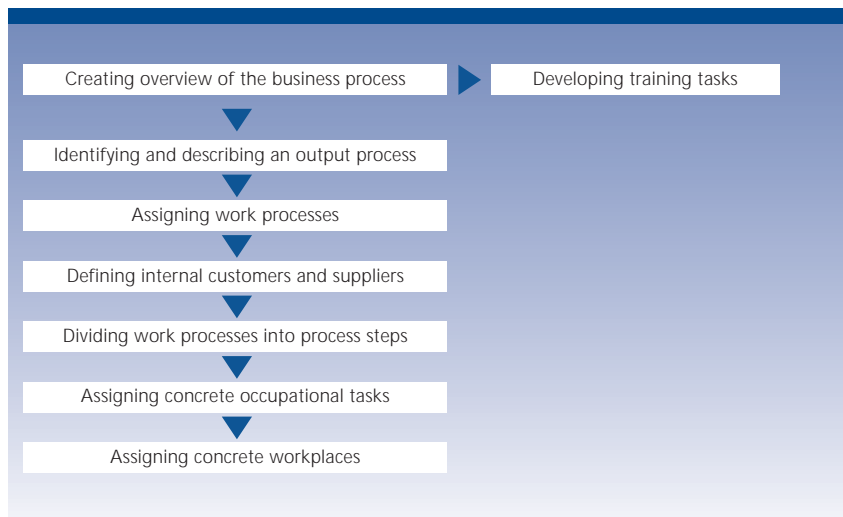 Creating overview of the business process
Developing training tasks
Identifying and describing an output process
Assigning work processes
Defining internal customers and suppliers
Dividing work processes into process steps
Assigning concrete occupational tasks
Assigning concrete workplaces